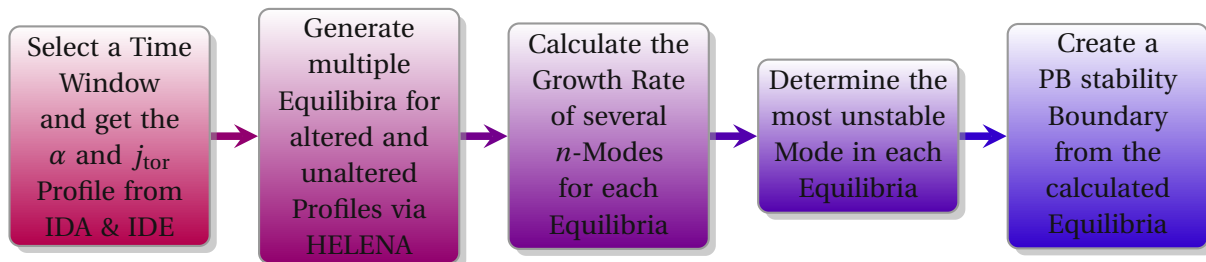 Select a Time
Window
and get the
α and j_tor
Profile from
IDA & IDE
Generate
multiple
Equilibira for
altered and
unaltered
Profiles via
HELENA
Calculate the
Growth Rate
of several
n-Modes
for each
Equilibria
Determine the
most unstable
Mode in each
Equilibria
Create a
PB stability
Boundary
from the
calculated
Equilibria